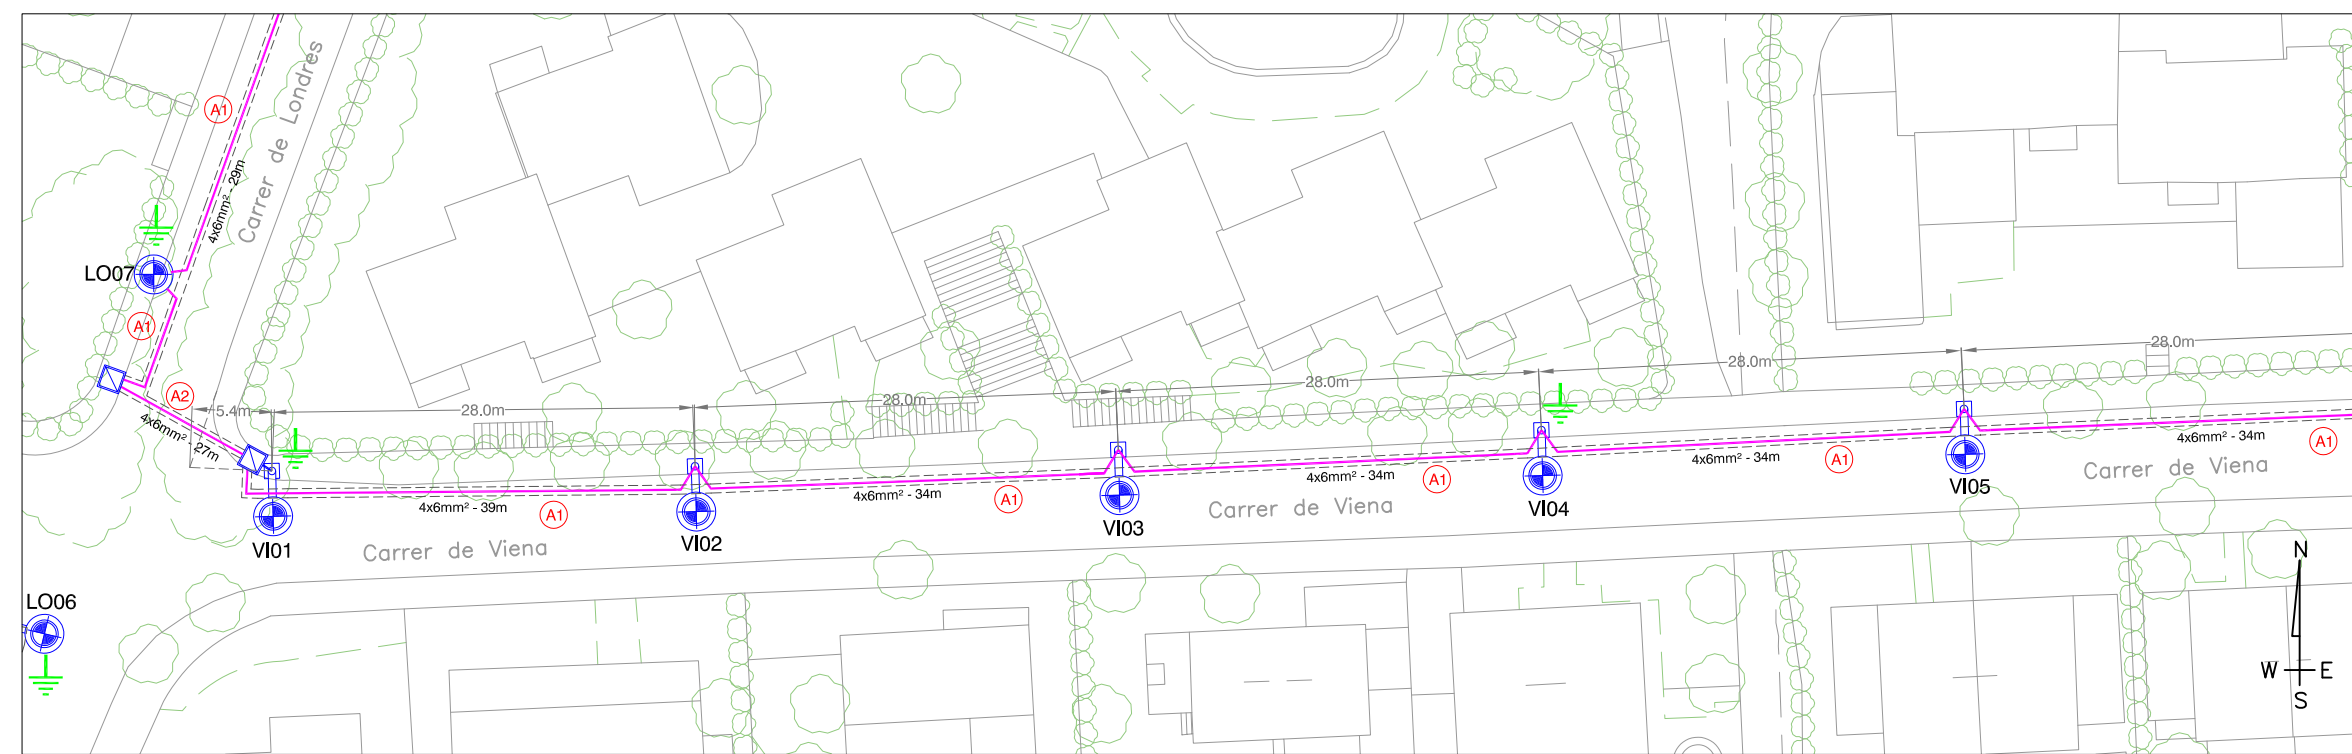 A1
Carrer de Londres
4x6mm² - 29m
LO07
A1
A2
4x6mm² - 27m
5.4m
28.0m
28.0m
28.0m
28.0m
28.0m
4x6mm² - 39m
A1
4x6mm² - 34m
A1
4x6mm² - 34m
A1
4x6mm² - 34m
A1
4x6mm² - 34m
A1
VI01
VI02
VI03
VI04
VI05
Carrer de Viena
Carrer de Viena
Carrer de Viena
LO06
N
W
E
S